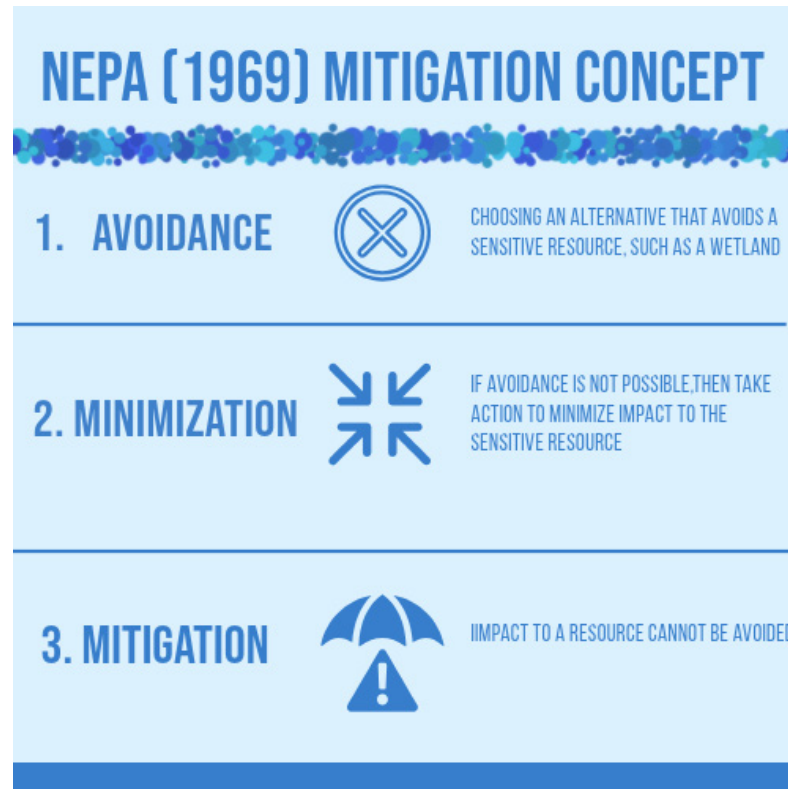 NEPA (1969) MITIGATION CONCEPT
1. AVOIDANCE
CHOOSING AN ALTERNATIVE THAT AVOIDS A
SENSITIVE RESOURCE, SUCH AS A WETLAND
2. MINIMIZATION
IF AVOIDANCE IS NOT POSSIBLE,THEN TAKE
ACTION TO MINIMIZE IMPACT TO THE
SENSITIVE RESOURCE
3. MITIGATION
IIMPACT TO A RESOURCE CANNOT BE AVOIDED